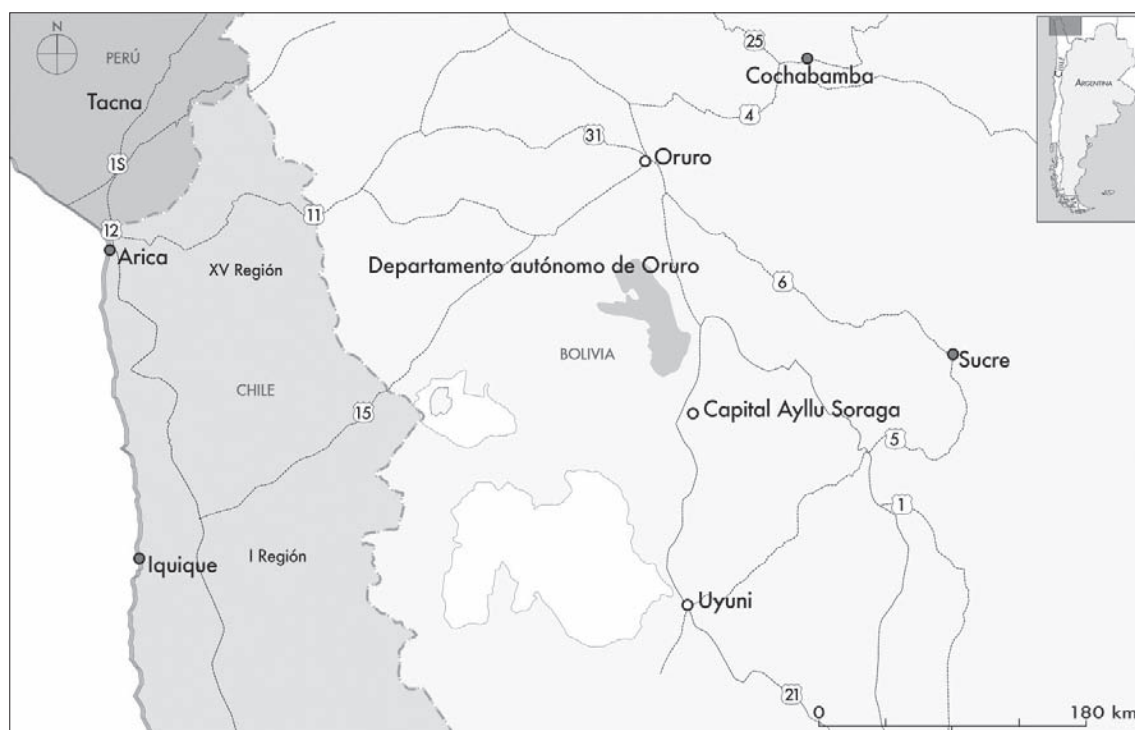 N
PERÚ
Tacna
1S
12
Arica
11
XV Región
CHILE
15
I Región
Iquique
25
Cochabamba
4
31
Oruro
Departamento autónomo de Oruro
6
BOLIVIA
Sucre
Capital Ayllu Soraga
5
1
Uyuni
21
0
180 km
CHILE
ARGENTINA